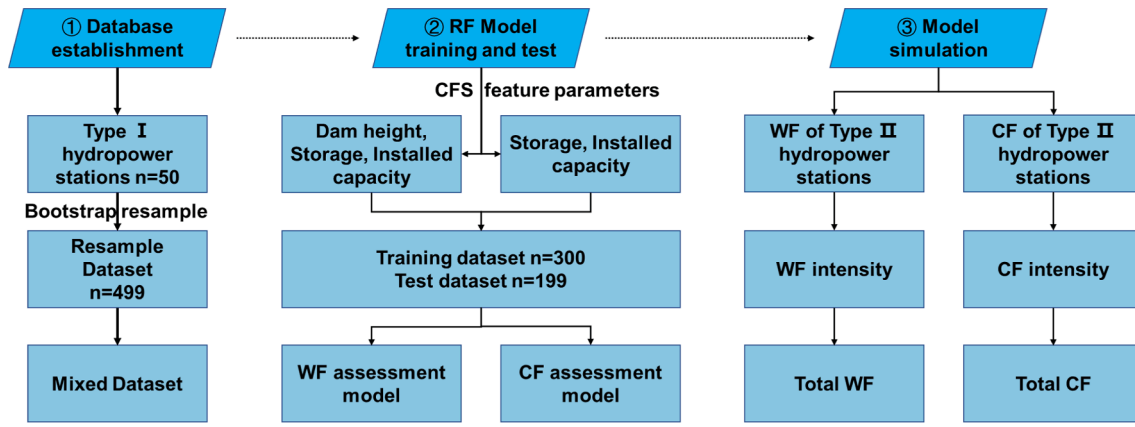 ① Database
establishment
② RF Model
training and test
③ Model
simulation
CFS feature parameters
Type Ⅰ
hydropower
stations n=50
Dam height,
Storage, Installed
capacity
Storage, Installed
capacity
WF of Type Ⅱ
hydropower
stations
CF of Type Ⅱ
hydropower
stations
Bootstrap resample
Resample
Dataset
n=499
Training dataset n=300
Test dataset n=199
WF intensity
CF intensity
Mixed Dataset
WF assessment
model
CF assessment
model
Total WF
Total CF